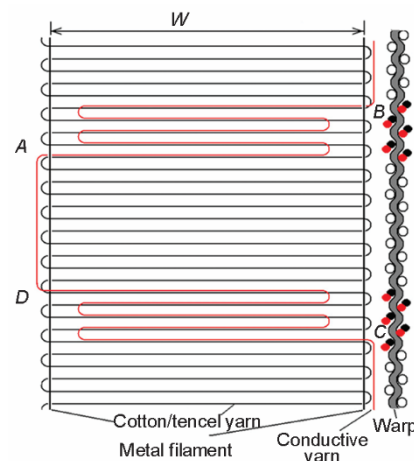 W
B
A
D
C
Cotton/tencel yarn
Warp
Metal filament
Conductive
yarn